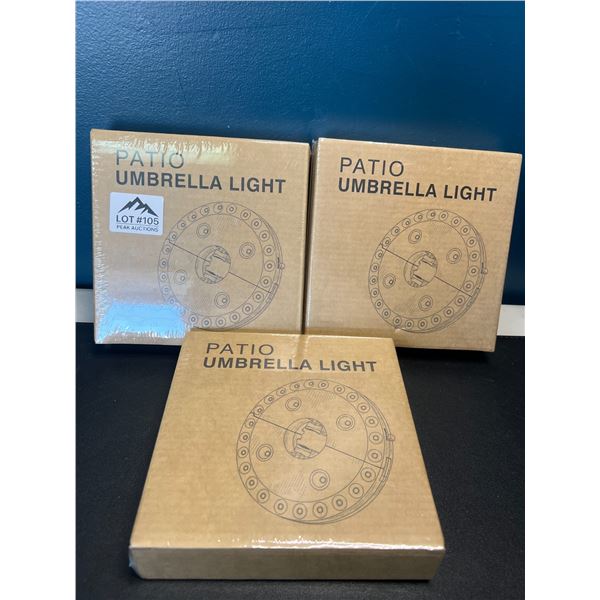 PATIO
UMBRELLA LIGHT
LOT #105
PEAK AUCTIONS
PATIO
UMBRELLA LIGHT
PATIO
UMBRELLA LIGHT